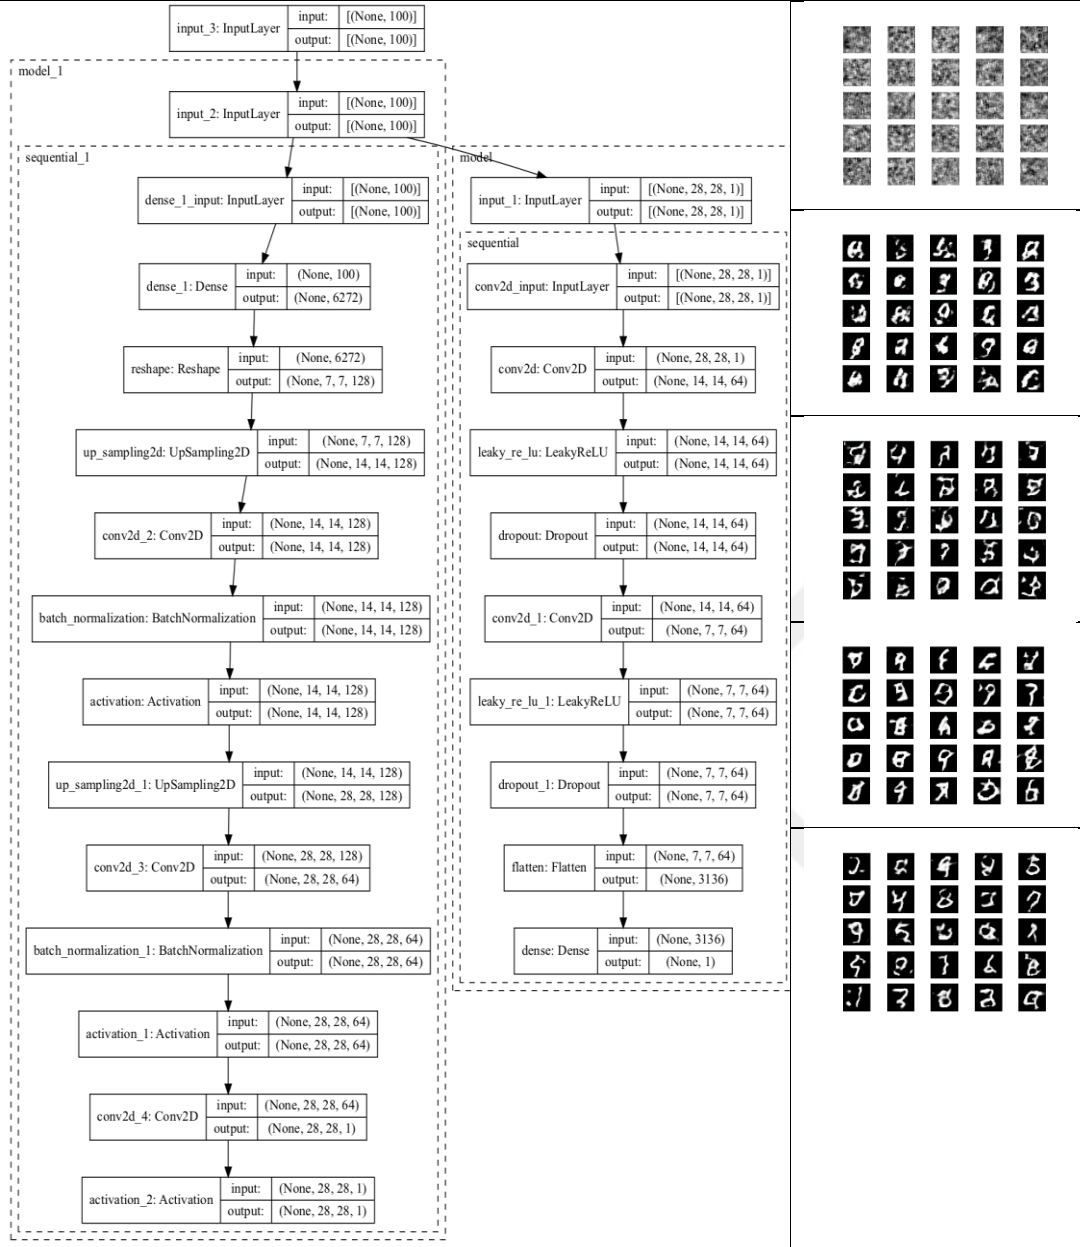 input_3: InputLayer input: [(None, 100)]
output: [(None, 100)]
model_1
input_2: InputLayer input: [(None, 100)]
output: [(None, 100)]
sequential_1
dense_1_input: InputLayer input: [(None, 100)]
output: [(None, 100)]
dense_1: Dense input: (None, 100)
output: (None, 6272)
reshape: Reshape input: (None, 6272)
output: (None, 7, 7, 128)
up_sampling2d: UpSampling2D input: (None, 7, 7, 128)
output: (None, 14, 14, 128)
conv2d_2: Conv2D input: (None, 14, 14, 128)
output: (None, 14, 14, 128)
batch_normalization: BatchNormalization input: (None, 14, 14, 128)
output: (None, 14, 14, 128)
activation: Activation input: (None, 14, 14, 128)
output: (None, 14, 14, 128)
up_sampling2d_1: UpSampling2D input: (None, 14, 14, 128)
output: (None, 28, 28, 128)
conv2d_3: Conv2D input: (None, 28, 28, 128)
output: (None, 28, 28, 64)
batch_normalization_1: BatchNormalization input: (None, 28, 28, 64)
output: (None, 28, 28, 64)
activation_1: Activation input: (None, 28, 28, 64)
output: (None, 28, 28, 64)
conv2d_4: Conv2D input: (None, 28, 28, 64)
output: (None, 28, 28, 1)
activation_2: Activation input: (None, 28, 28, 1)
output: (None, 28, 28, 1)
model
input_1: InputLayer input: [(None, 28, 28, 1)]
output: [(None, 28, 28, 1)]
sequential
conv2d_input: InputLayer input: [(None, 28, 28, 1)]
output: [(None, 28, 28, 1)]
conv2d: Conv2D input: (None, 28, 28, 1)
output: (None, 14, 14, 64)
leaky_re_lu: LeakyReLU input: (None, 14, 14, 64)
output: (None, 14, 14, 64)
dropout: Dropout input: (None, 14, 14, 64)
output: (None, 14, 14, 64)
conv2d_1: Conv2D input: (None, 14, 14, 64)
output: (None, 7, 7, 64)
leaky_re_lu_1: LeakyReLU input: (None, 7, 7, 64)
output: (None, 7, 7, 64)
dropout_1: Dropout input: (None, 7, 7, 64)
output: (None, 7, 7, 64)
flatten: Flatten input: (None, 7, 7, 64)
output: (None, 3136)
dense: Dense input: (None, 3136)
output: (None, 1)